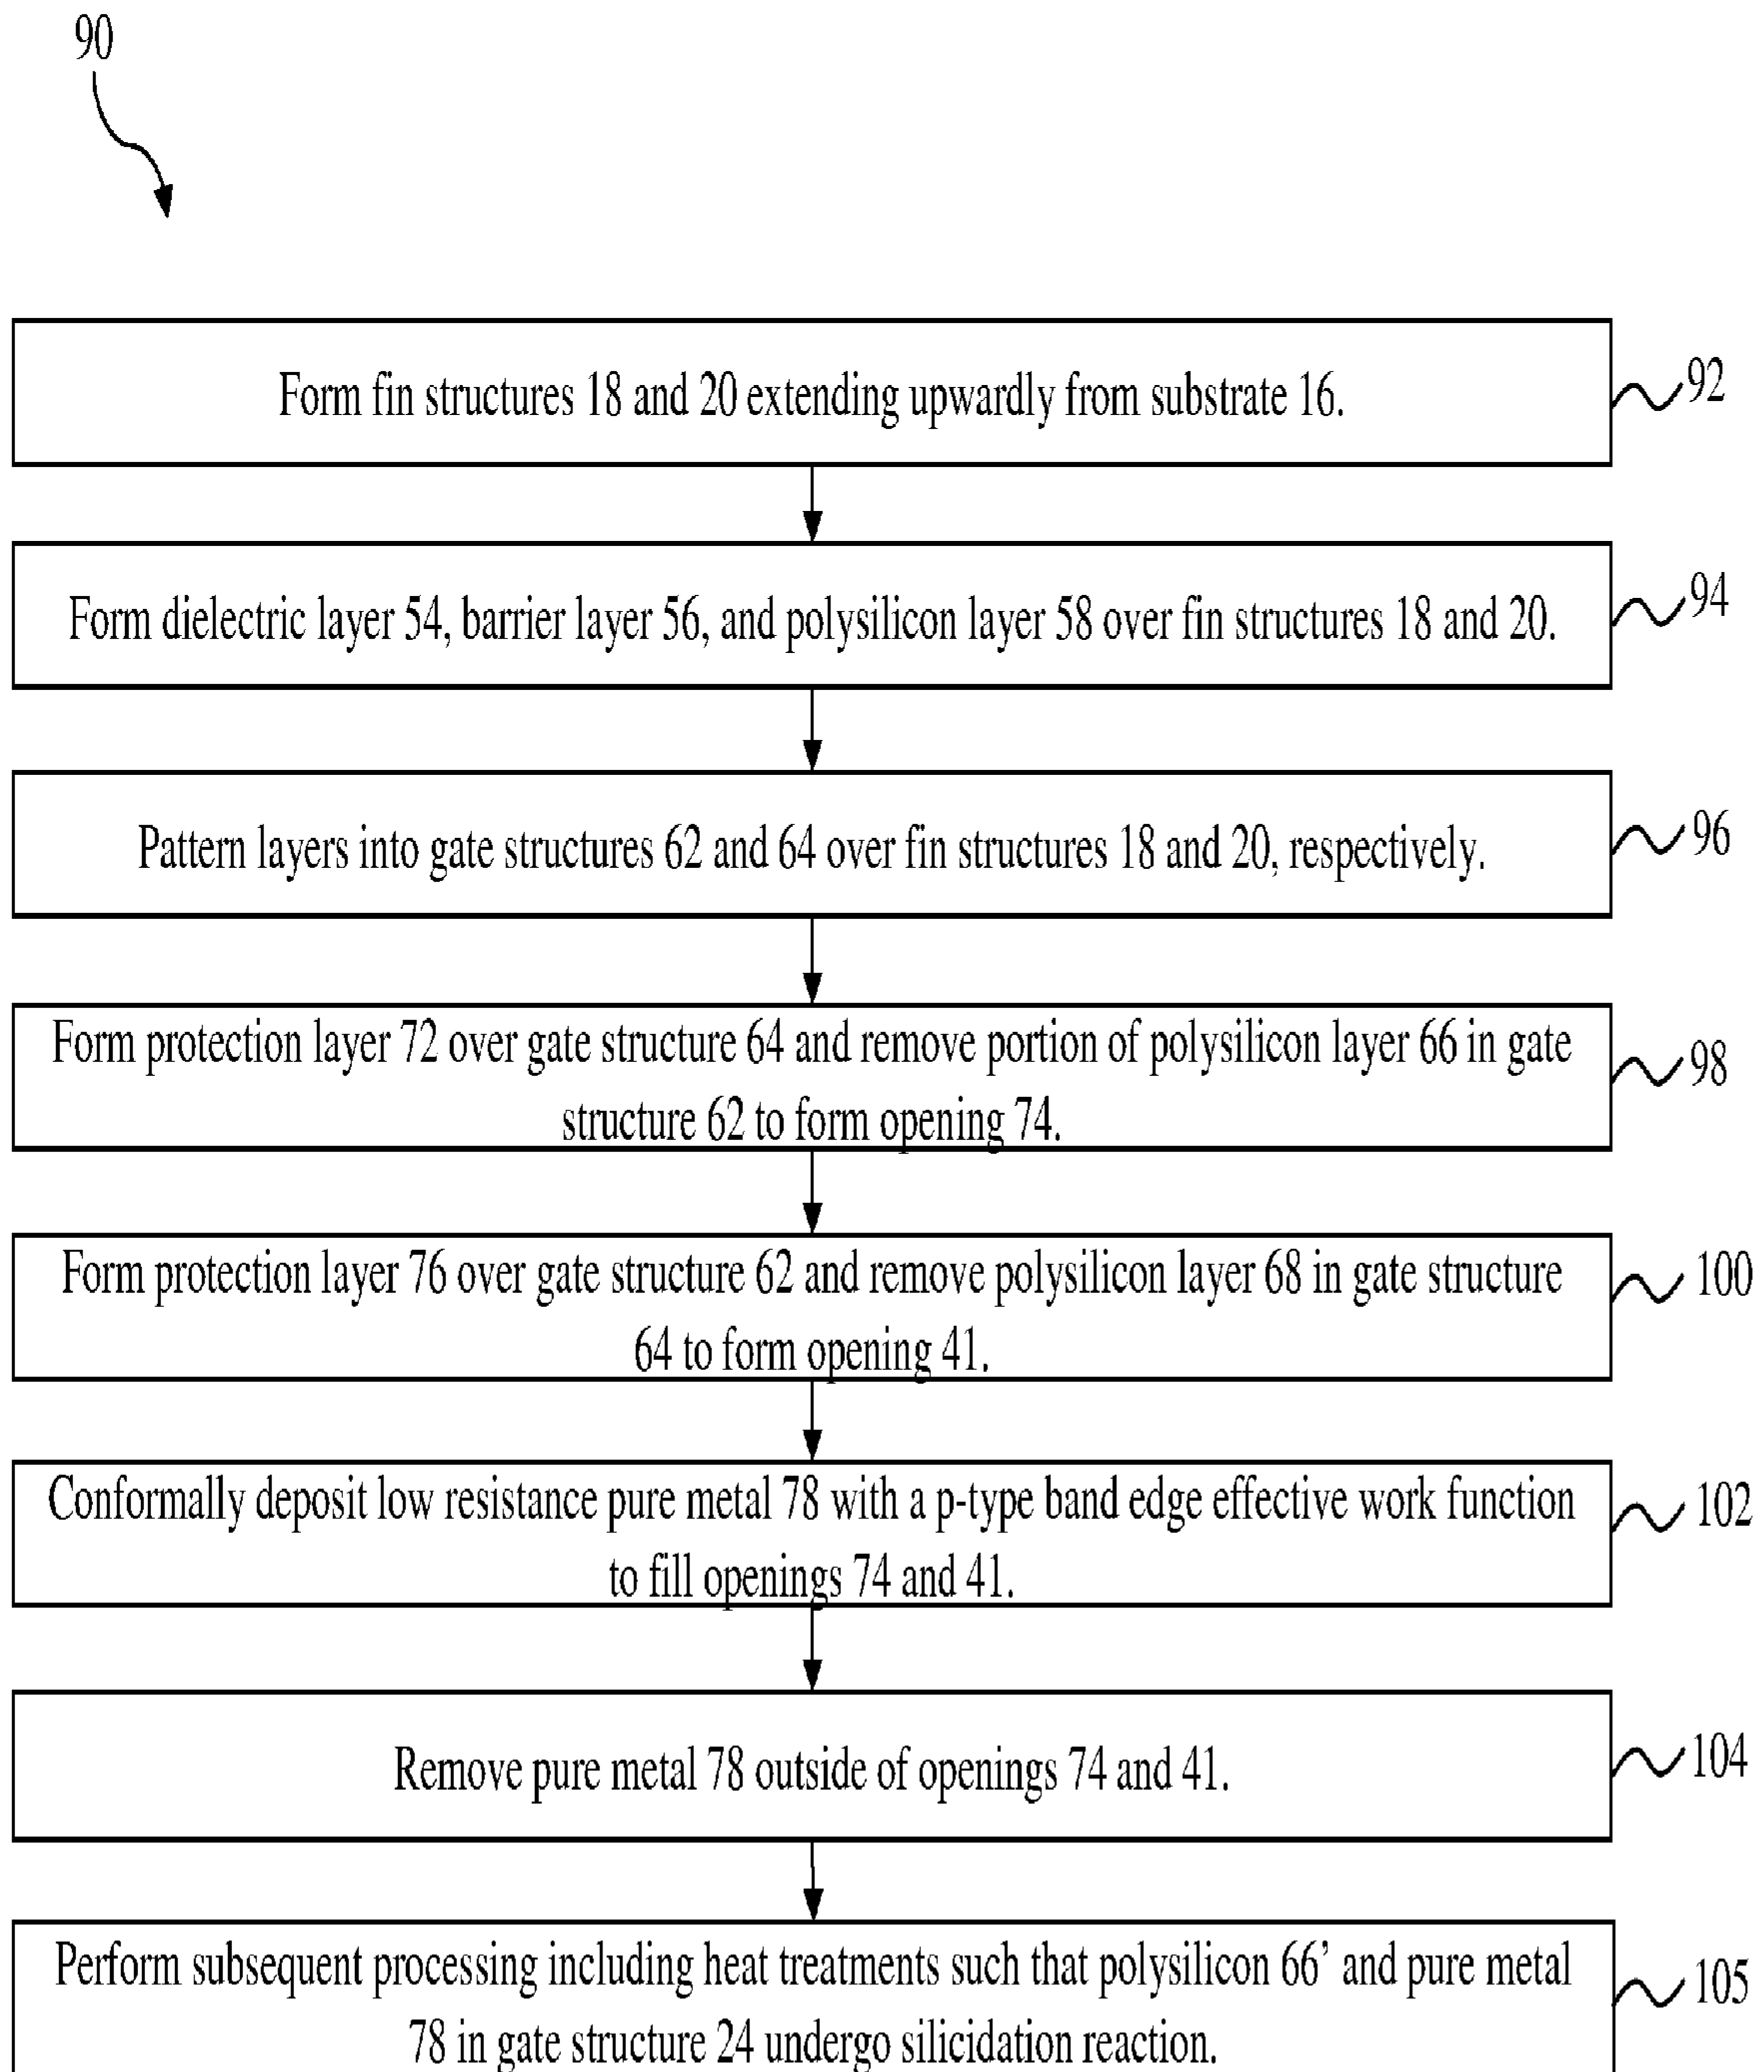 90
Form fin structures 18 and 20 extending upwardly from substrate 16.
92
Form dielectric layer 54, barrier layer 56, and polysilicon layer 58 over fin structures 18 and 20.
94
Pattern layers into gate structures 62 and 64 over fin structures 18 and 20, respectively.
96
Form protection layer 72 over gate structure 64 and remove portion of polysilicon layer 66 in gate
structure 62 to form opening 74.
98
Form protection layer 76 over gate structure 62 and remove polysilicon layer 68 in gate structure
64 to form opening 41.
100
Conformally deposit low resistance pure metal 78 with a p-type band edge effective work function
to fill openings 74 and 41.
102
Remove pure metal 78 outside of openings 74 and 41.
104
Perform subsequent processing including heat treatments such that polysilicon 66’ and pure metal
78 in gate structure 24 undergo silicidation reaction.
105